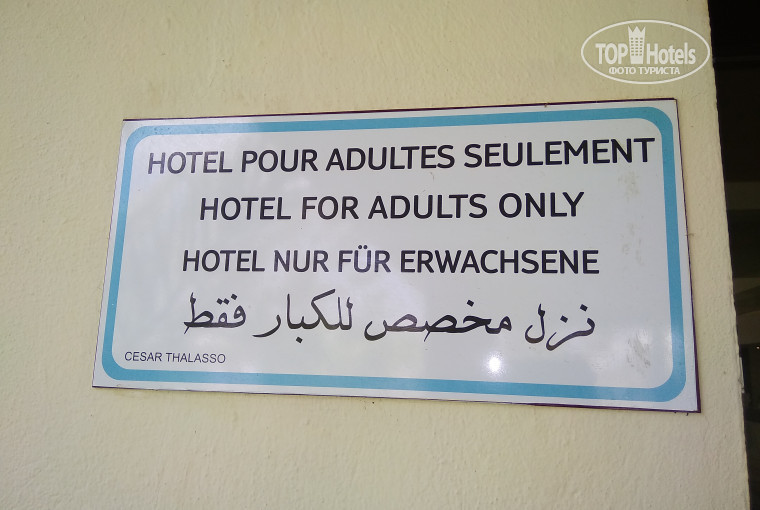 TOP Hotels
ФОТО ТУРИСТА
HOTEL POUR ADULTES SEULEMENT
HOTEL FOR ADULTS ONLY
HOTEL NUR FÜR ERWACHSENE
نزل مخصص للكبار فقط
CESAR THALASSO